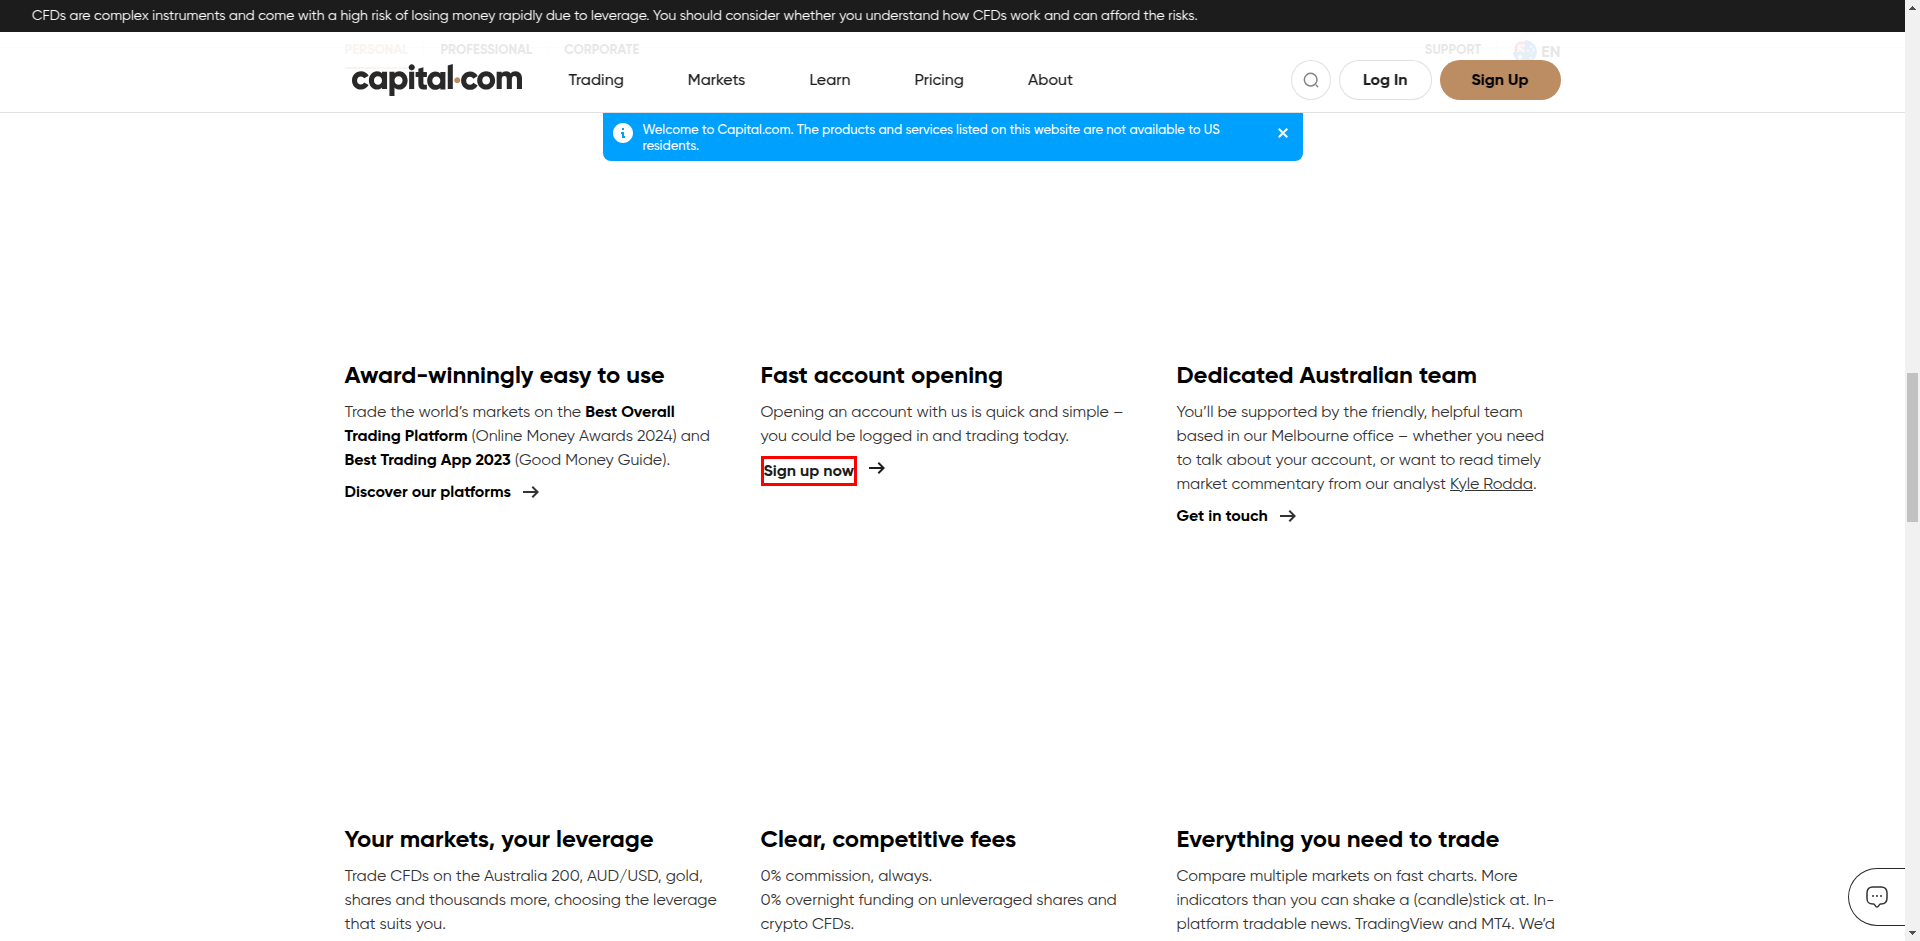 CFDs are complex instruments and come with a high risk of losing money rapidly due to leverage. You should consider whether you understand how CFDs work and can afford the risks.
PERSONAL PROFESSIONAL CORPORATE SUPPORT EN
capital.com Trading Markets Learn Pricing About Log In Sign Up
Welcome to Capital.com. The products and services listed on this website are not available to US
residents.
Award-winningly easy to use
Trade the world’s markets on the Best Overall
Trading Platform (Online Money Awards 2024) and
Best Trading App 2023 (Good Money Guide).
Discover our platforms
Fast account opening
Opening an account with us is quick and simple –
you could be logged in and trading today.
Sign up now
Dedicated Australian team
You’ll be supported by the friendly, helpful team
based in our Melbourne office – whether you need
to talk about your account, or want to read timely
market commentary from our analyst Kyle Rodda.
Get in touch
Your markets, your leverage
Trade CFDs on the Australia 200, AUD/USD, gold,
shares and thousands more, choosing the leverage
that suits you.
Clear, competitive fees
0% commission, always.
0% overnight funding on unleveraged shares and
crypto CFDs.
Everything you need to trade
Compare multiple markets on fast charts. More
indicators than you can shake a (candle)stick at. In-
platform tradable news. TradingView and MT4. We’d